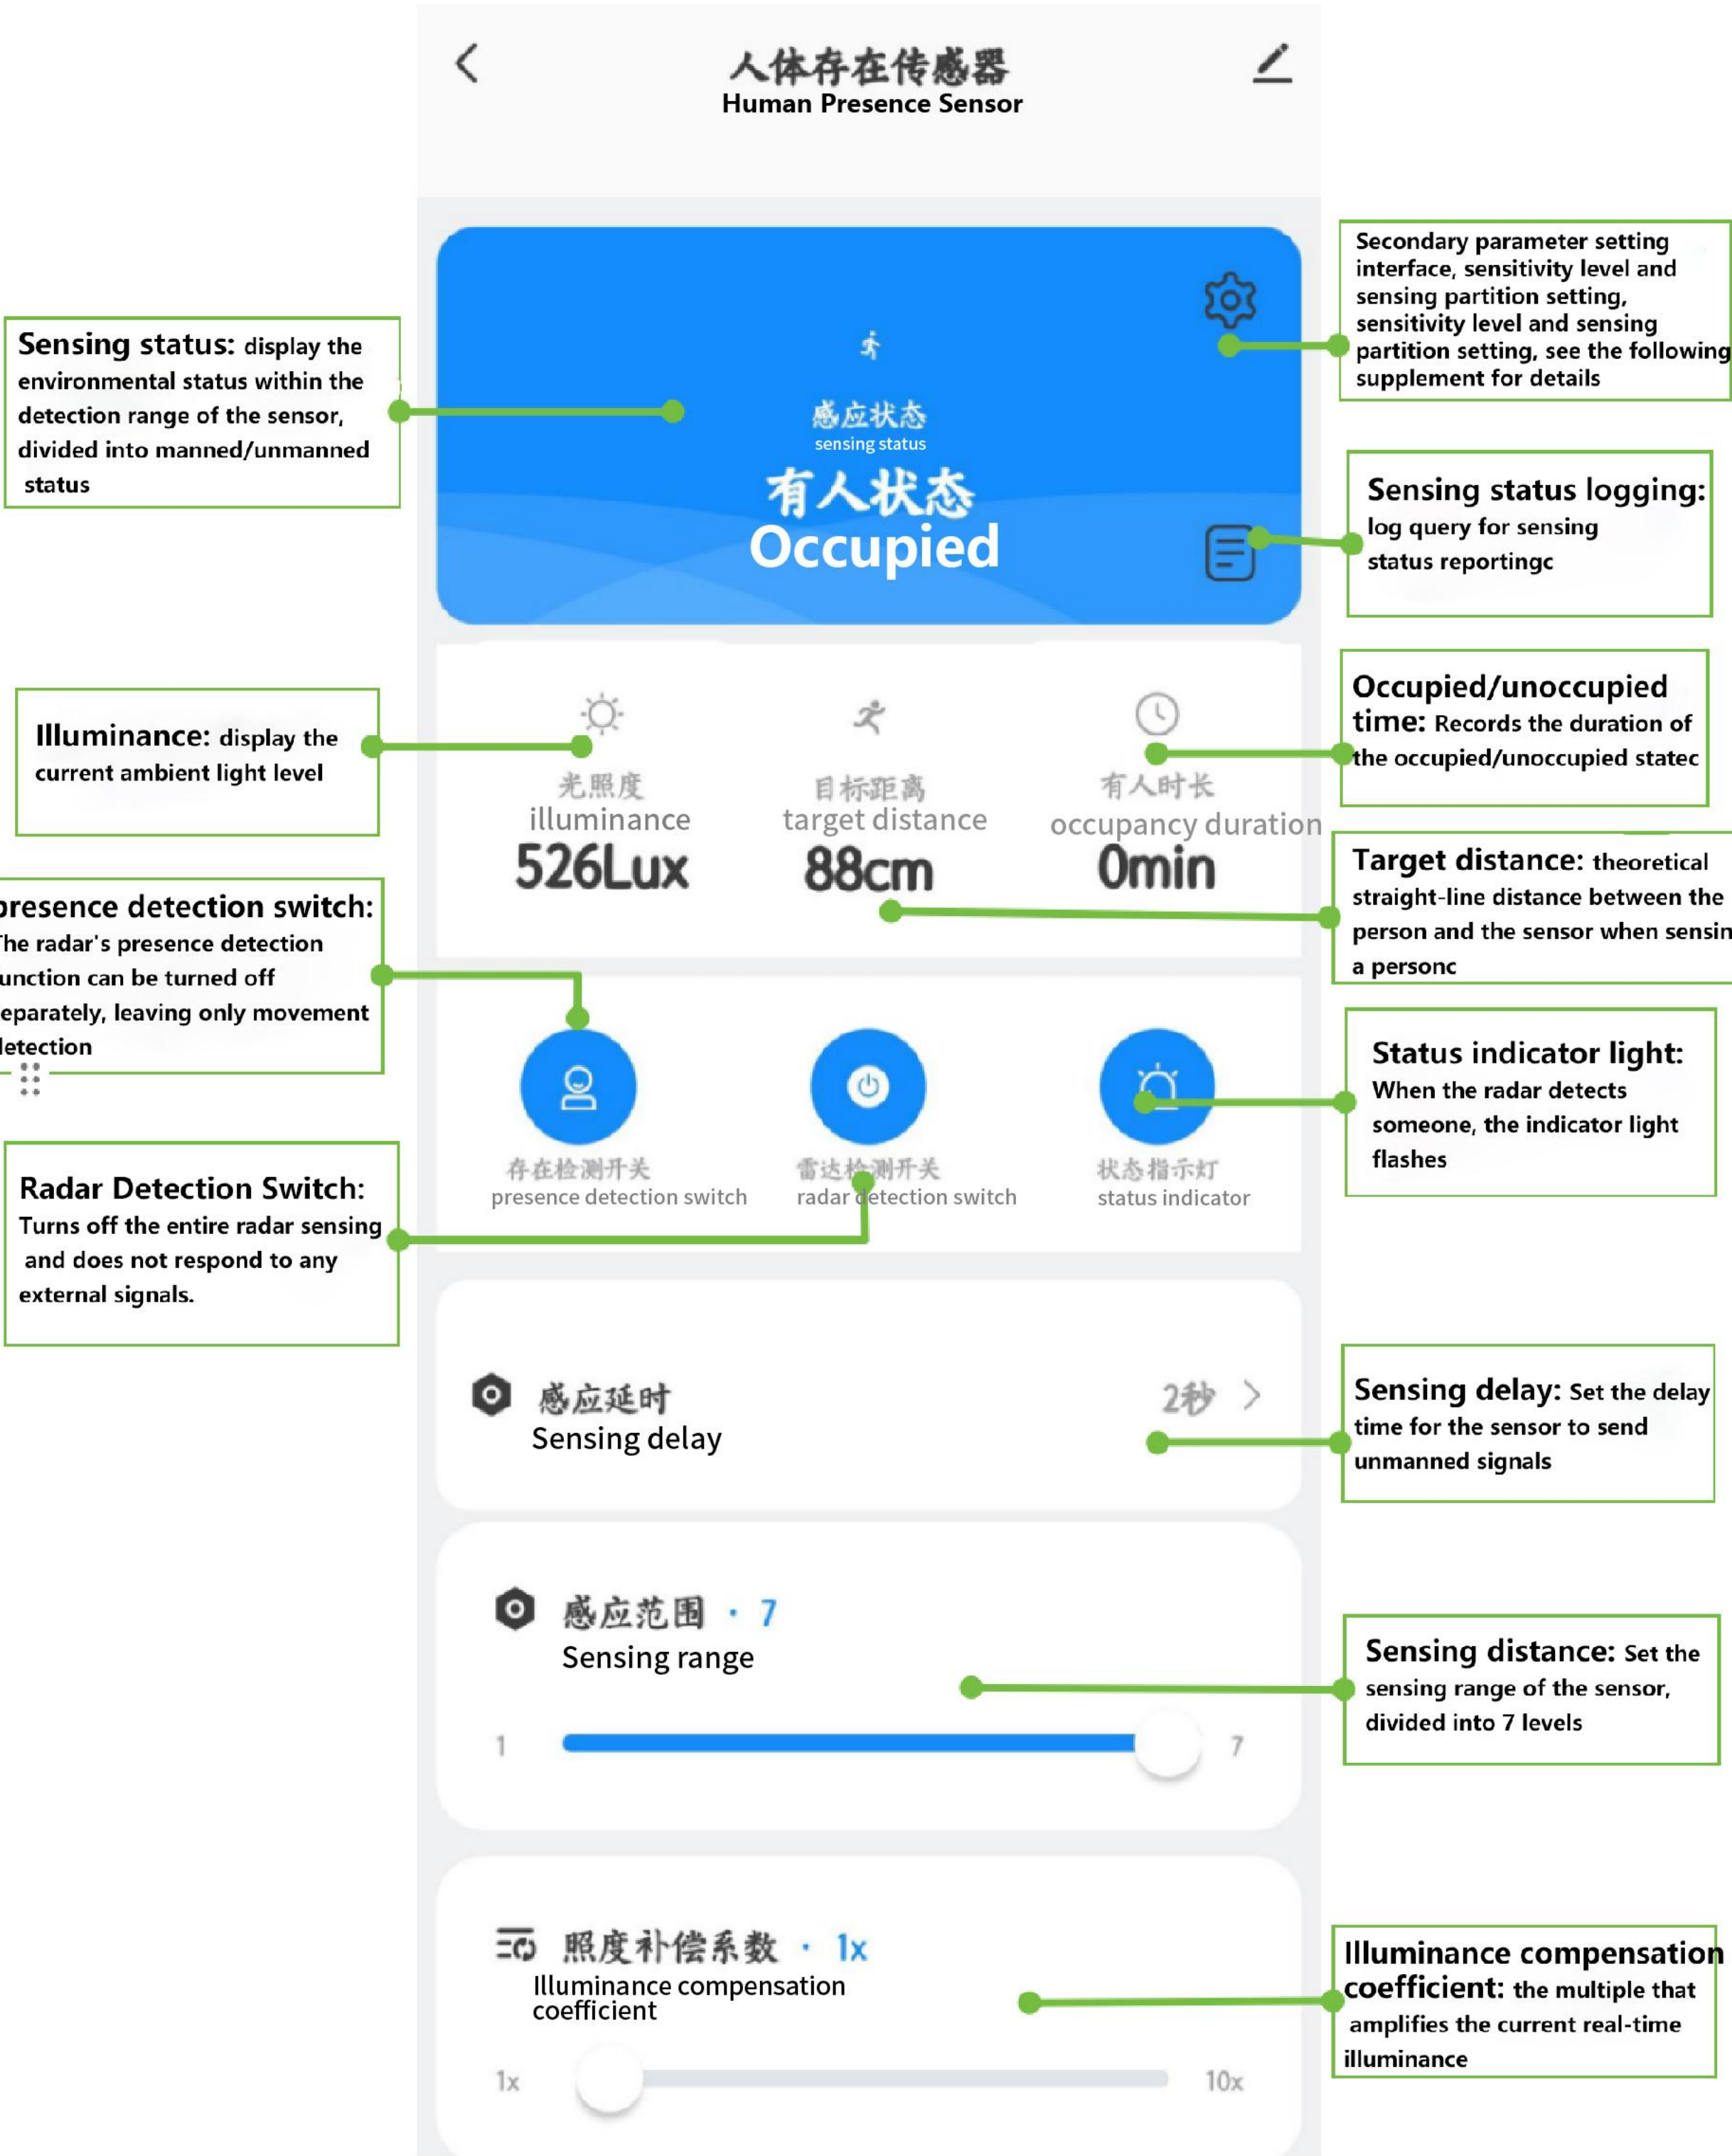 人体存在传感器
Human Presence Sensor
Secondary parameter setting
interface, sensitivity level and
sensing partition setting,
sensitivity level and sensing
partition setting, see the following
supplement for details
Sensing status: display the
environmental status within the
detection range of the sensor,
divided into manned/unmanned
status
感应状态
sensing status
有人状态
Occupied
Sensing status logging:
log query for sensing
status reportingc
Illuminance: display the
current ambient light level
光照度
illuminance
526Lux
目标距离
target distance
88cm
有人时长
occupancy duration
0min
Occupied/unoccupied
time: Records the duration of
the occupied/unoccupied statec
Target distance: theoretical
straight-line distance between the
person and the sensor when sensin
a personc
presence detection switch:
The radar's presence detection
unction can be turned off
eparately, leaving only movement
detection
存在检测开关
presence detection switch
雷达检测开关
radar detection switch
状态指示灯
status indicator
Status indicator light:
When the radar detects
someone, the indicator light
flashes
Radar Detection Switch:
Turns off the entire radar sensing
and does not respond to any
external signals.
感应延时
2秒
Sensing delay
Sensing delay: Set the delay
time for the sensor to send
unmanned signals
感应范围 · 7
Sensing range
1
7
Sensing distance: Set the
sensing range of the sensor,
divided into 7 levels
照度补偿系数 · 1x
Illuminance compensation
coefficient
1x
10x
Illuminance compensation
coefficient: the multiple that
amplifies the current real-time
illuminance